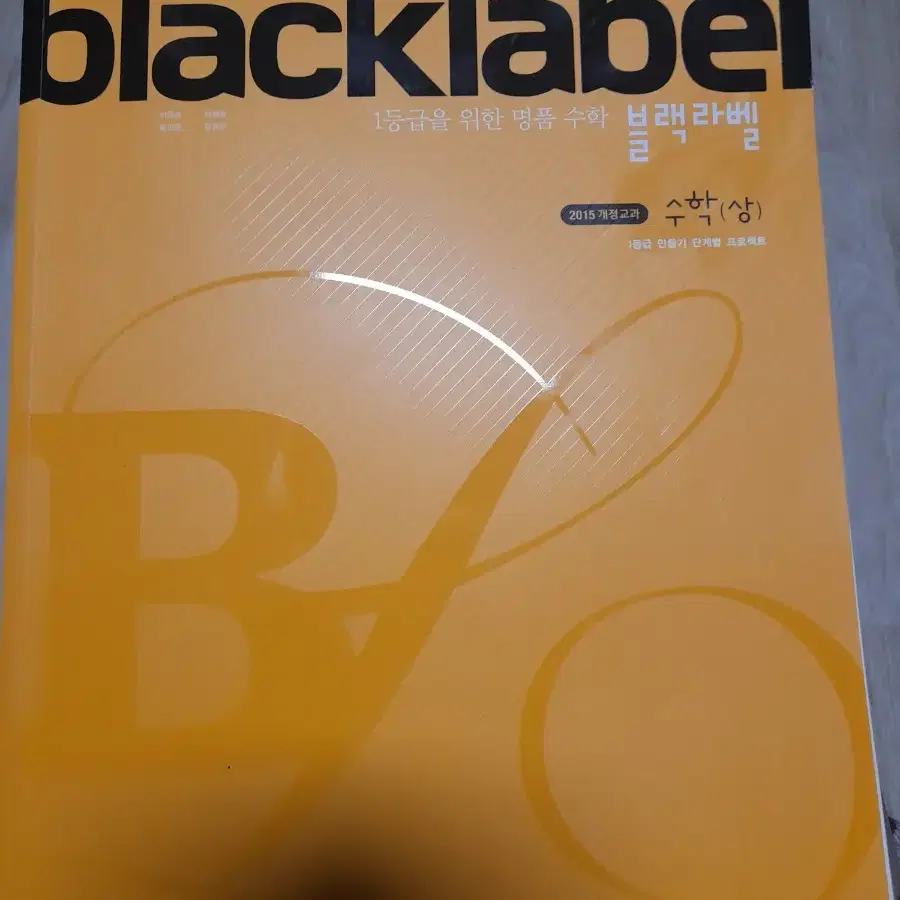 blacklabel
1등급을 위한 명품 수학 블랙라벨
2015 개정교과 수학(상)
1등급 만들기 단계별 프로젝트
B